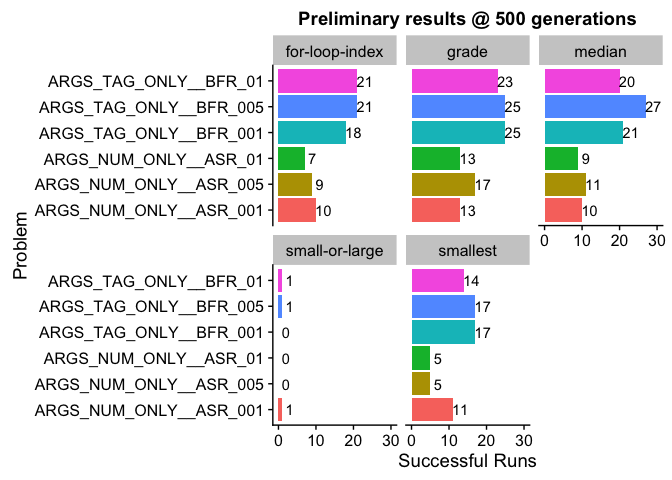 Preliminary results @ 500 generations
for-loop-index grade median
ARGS_TAG_ONLY__BFR_01 21 23 20
ARGS_TAG_ONLY__BFR_005 21 25 27
ARGS_TAG_ONLY__BFR_001 18 25 21
ARGS_NUM_ONLY__ASR_01 7 13 9
ARGS_NUM_ONLY__ASR_005 9 17 11
ARGS_NUM_ONLY__ASR_001 10 13 10
0 10 20 30
Problem
small-or-large smallest
ARGS_TAG_ONLY__BFR_01 1 14
ARGS_TAG_ONLY__BFR_005 1 17
ARGS_TAG_ONLY__BFR_001 0 17
ARGS_NUM_ONLY__ASR_01 0 5
ARGS_NUM_ONLY__ASR_005 0 5
ARGS_NUM_ONLY__ASR_001 1 11
0 10 20 30 0 10 20 30
Successful Runs